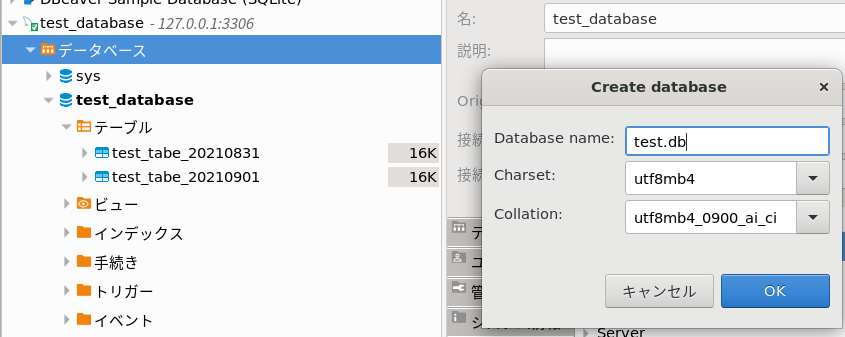 DBeaver Sample Database (SQLite)
test_database - 127.0.0.1:3306
データベース
sys
test_database
テーブル
test_tabe_20210831 16K
test_tabe_20210901 16K
ビュー
インデックス
手続き
トリガー
イベント
名: test_database
説明:
接続
接続
テ
ユ
管
Server
Create database ×
Database name: test.db
Charset: utf8mb4
Collation: utf8mb4_0900_ai_ci
キャンセル OK